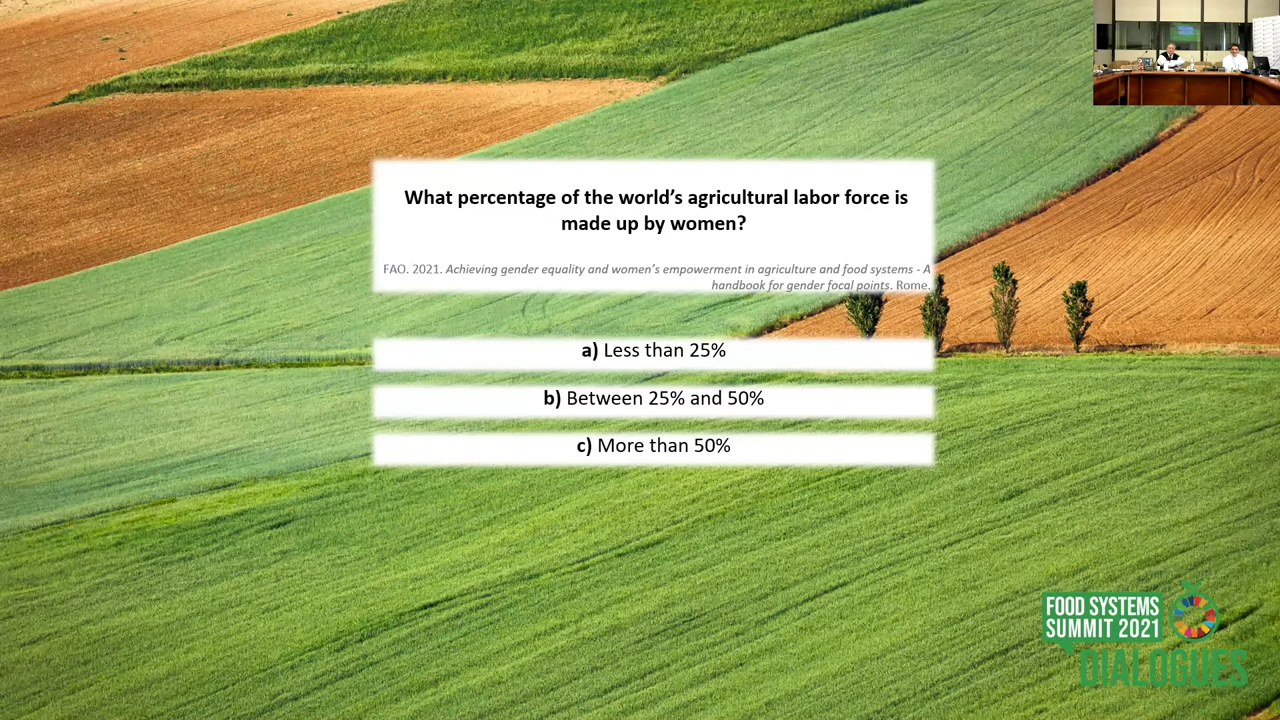 What percentage of the world's agricultural labor force is
made up by women?
FAO. 2021. Achieving gender equality and women's empowerment in agriculture and food systems - A
handbook for gender focal points. Rome.
a) Less than 25%
b) Between 25% and 50%
c) More than 50%
FOOD SYSTEMS
SUMMIT 2021
DIALOGUES